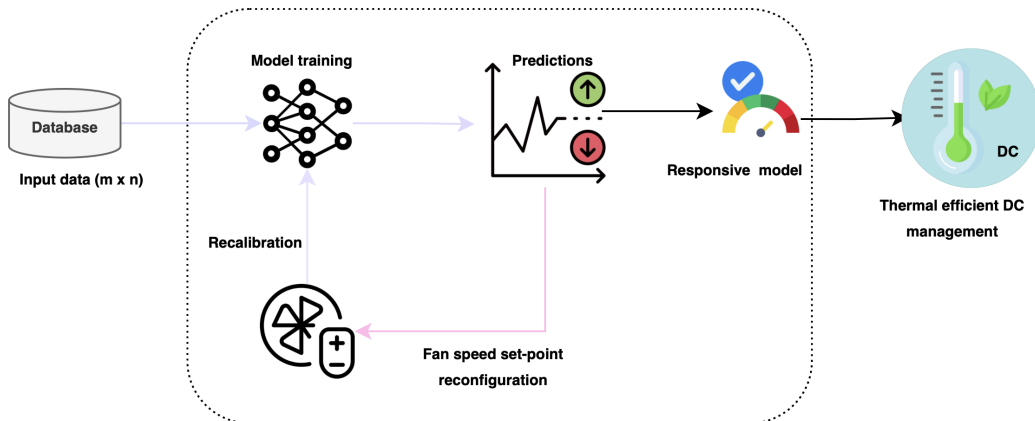 Model training
Predictions
Database
Input data (m x n)
Responsive model
DC
Thermal efficient DC
management
Recalibration
Fan speed set-point
reconfiguration